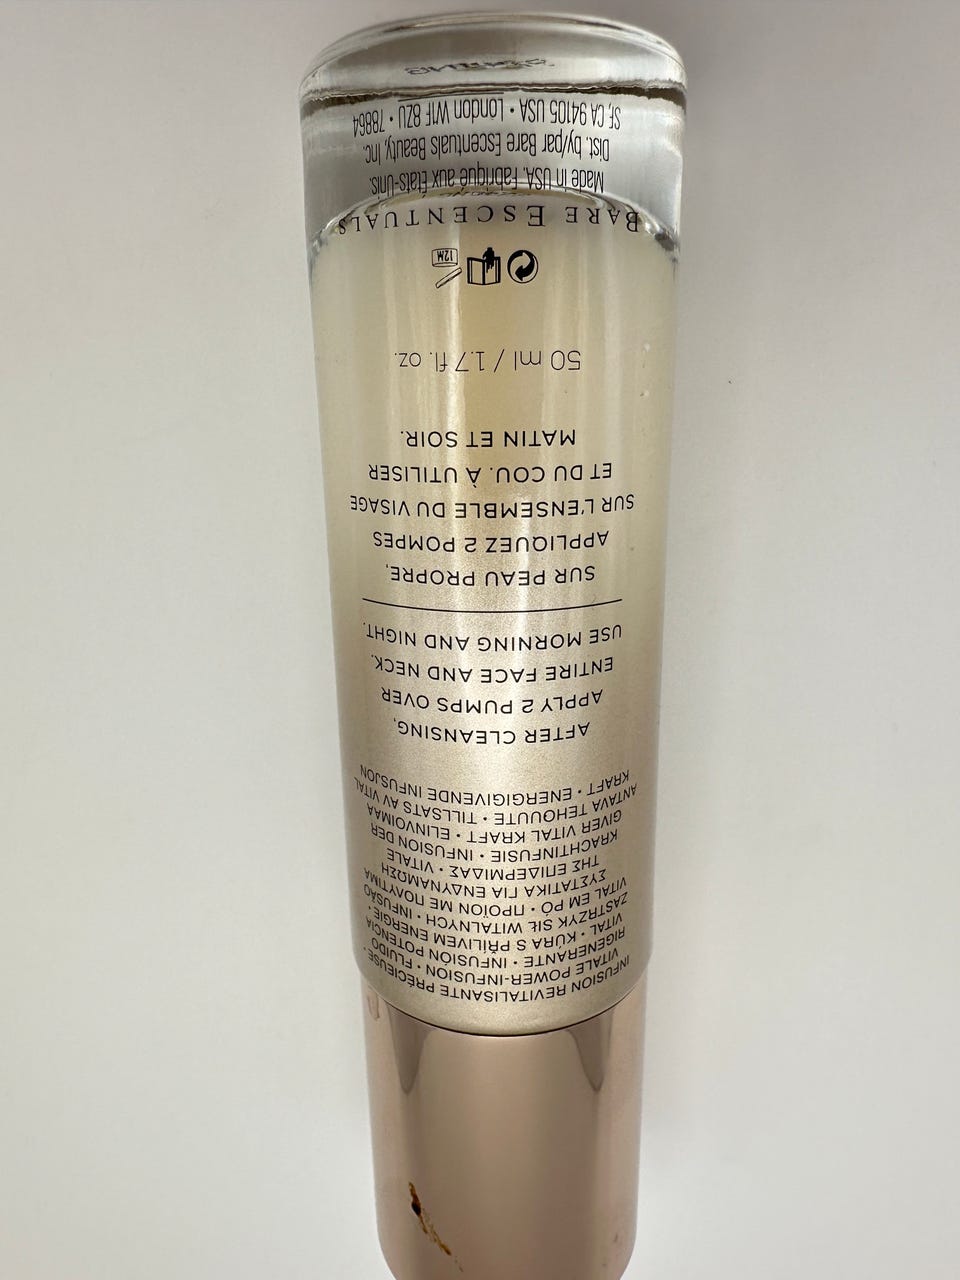 INFUSION REVITALISANTE PRÉCIEUSE •
VITALE POWER-INFUSION • FLUIDO
RIGENERANTE • INFUSIÓN POTENCIA
VITAL • KÚRA S PŘÍLIVEM ENERGIE •
ZASTRZYK SIŁ WITALNYCH • INFUSÃO
VITAL EM PÓ • ΠΡΟΪΟΝ ΜΕ ΠΟΛΥΤΙΜΑ
ΣΥΣΤΑΤΙΚΑ ΓΙΑ ΕΝΔΥΝΑΜΩΣΗ
ΤΗΣ ΕΠΙΔΕΡΜΙΔΑΣ • VITALE
KRACHTINFUSIE • INFUSION DER
GIVER VITAL KRAFT • ELINVOIMAA
ANTAVA TEHOUUTE • TILLSATS AV VITAL
KRAFT • ENERGIGIVENDE INFUSJON
AFTER CLEANSING,
APPLY 2 PUMPS OVER
ENTIRE FACE AND NECK.
USE MORNING AND NIGHT.
SUR PEAU PROPRE,
APPLIQUEZ 2 POMPES
SUR L'ENSEMBLE DU VISAGE
ET DU COU. À UTILISER
MATIN ET SOIR.
50 ml / 1.7 fl. oz.
12M
BARE ESCENTUALS
Made in USA. Fabriqué aux États-Unis.
Dist. by/par Bare Escentuals Beauty, Inc.
SF, CA 94105 USA • London W1F 8ZU • 78864